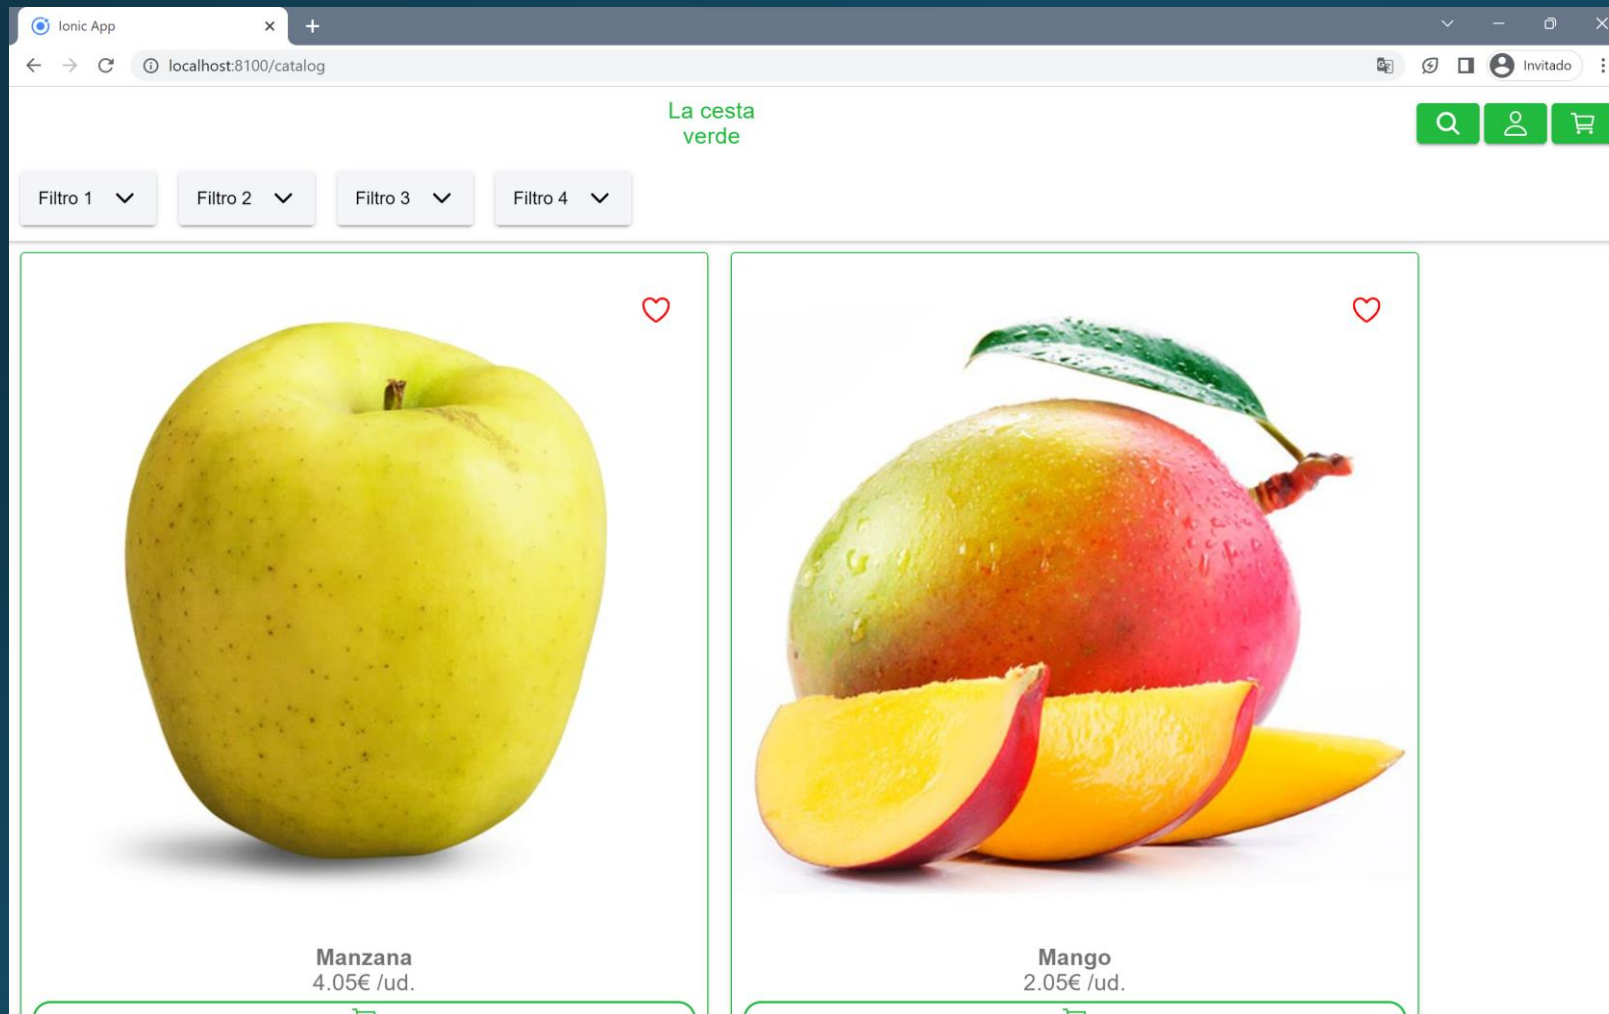 Ionic App
localhost:8100/catalog
Invitado
La cesta
verde
Filtro 1
Filtro 2
Filtro 3
Filtro 4
Manzana
4.05€ /ud.
Mango
2.05€ /ud.